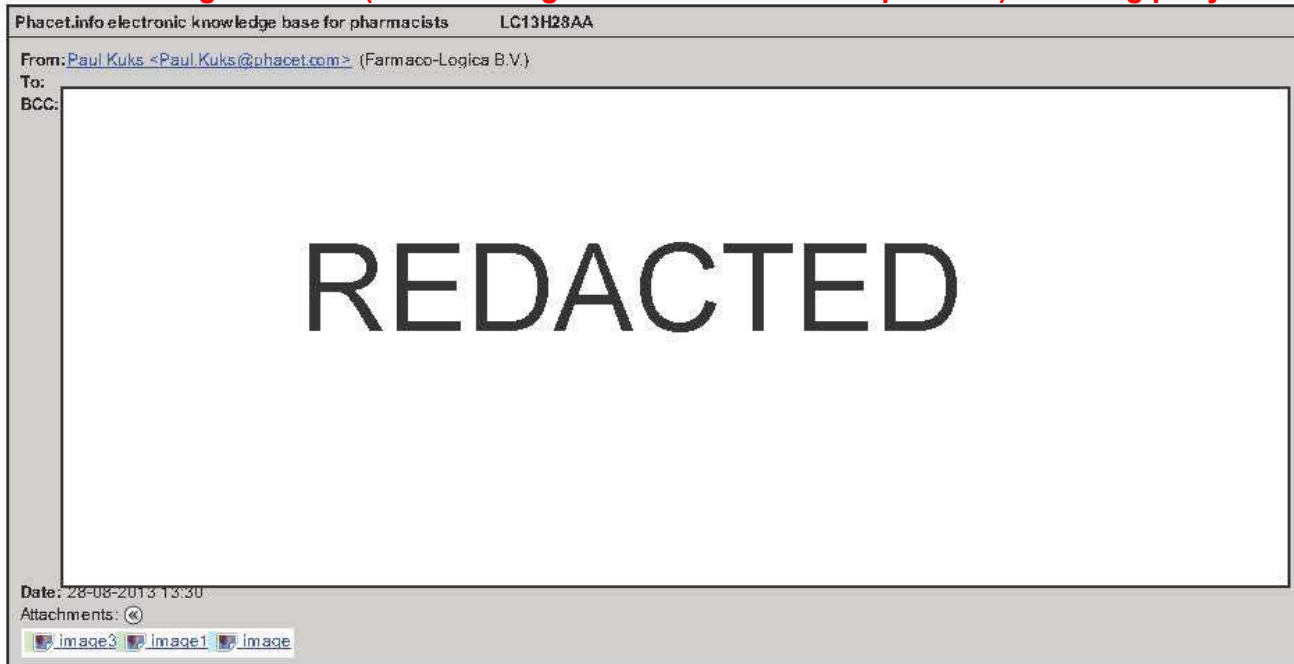 Phacet.info electronic knowledge base for pharmacists LC13H28AA
From: Paul Kuks <Paul.Kuks@phacet.com> (Farmaco-Logica B.V.)
To:
BCC:
REDACTED
Date: 28-08-2013 13:30
Attachments:
image3 image1 image